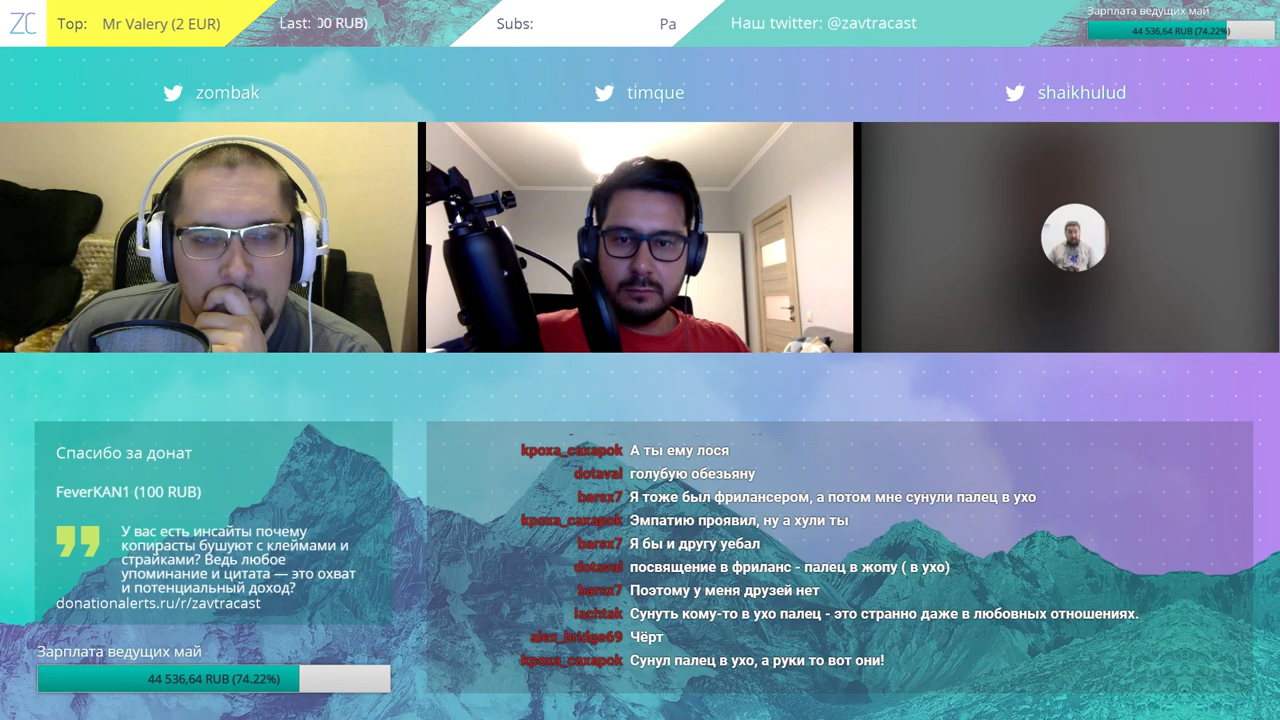 ZC
Top: Mr Valery (2 EUR)
Last: 00 RUB)
Subs: Pa
Наш twitter: @zavtracast
Зарплата ведущих май
44 536,64 RUB (74.22%)
zombak
timque
shaikhulud
Спасибо за донат
FeverKAN1 (100 RUB)
У вас есть инсайты почему
копирасты бушуют с клеймами и
страйками? Ведь любое
упоминание и цитата — это охват
и потенциальный доход?
donationalerts.ru/r/zavtracast
Зарплата ведущих май
44 536,64 RUB (74.22%)
kpoxa_caxapok А ты ему лося
dotaval голубую обезьяну
barsx7 Я тоже был фрилансером, а потом мне сунули палец в ухо
kpoxa_caxapok Эмпатию проявил, ну а хули ты
barsx7 Я бы и другу уебал
dotaval посвящение в фриланс - палец в жопу ( в ухо)
barsx7 Поэтому у меня друзей нет
lachtak Сунуть кому-то в ухо палец - это странно даже в любовных отношениях.
alex_bridge69 Чёрт
kpoxa_caxapok Сунул палец в ухо, а руки то вот они!